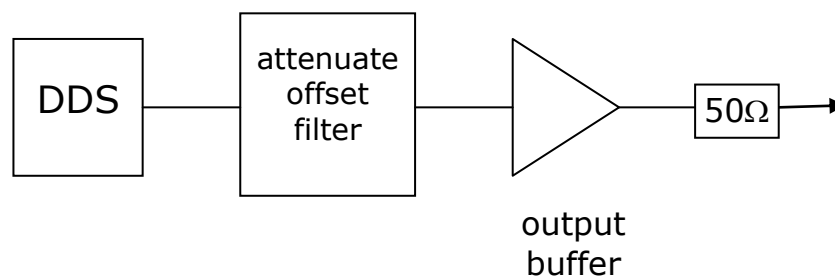 DDS
attenuate
offset
filter
50Ω
output
buffer